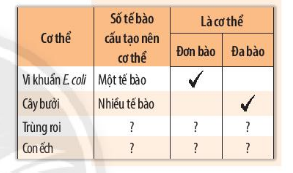 Cơ thể
Số tế bào
cấu tạo nên
cơ thể
Là cơ thể
Đơn bào
Đa bào
Vi khuẩn E. coli Một tế bào ✓
Cây bưởi Nhiều tế bào ✓
Trùng roi ? ? ?
Con ếch ? ? ?